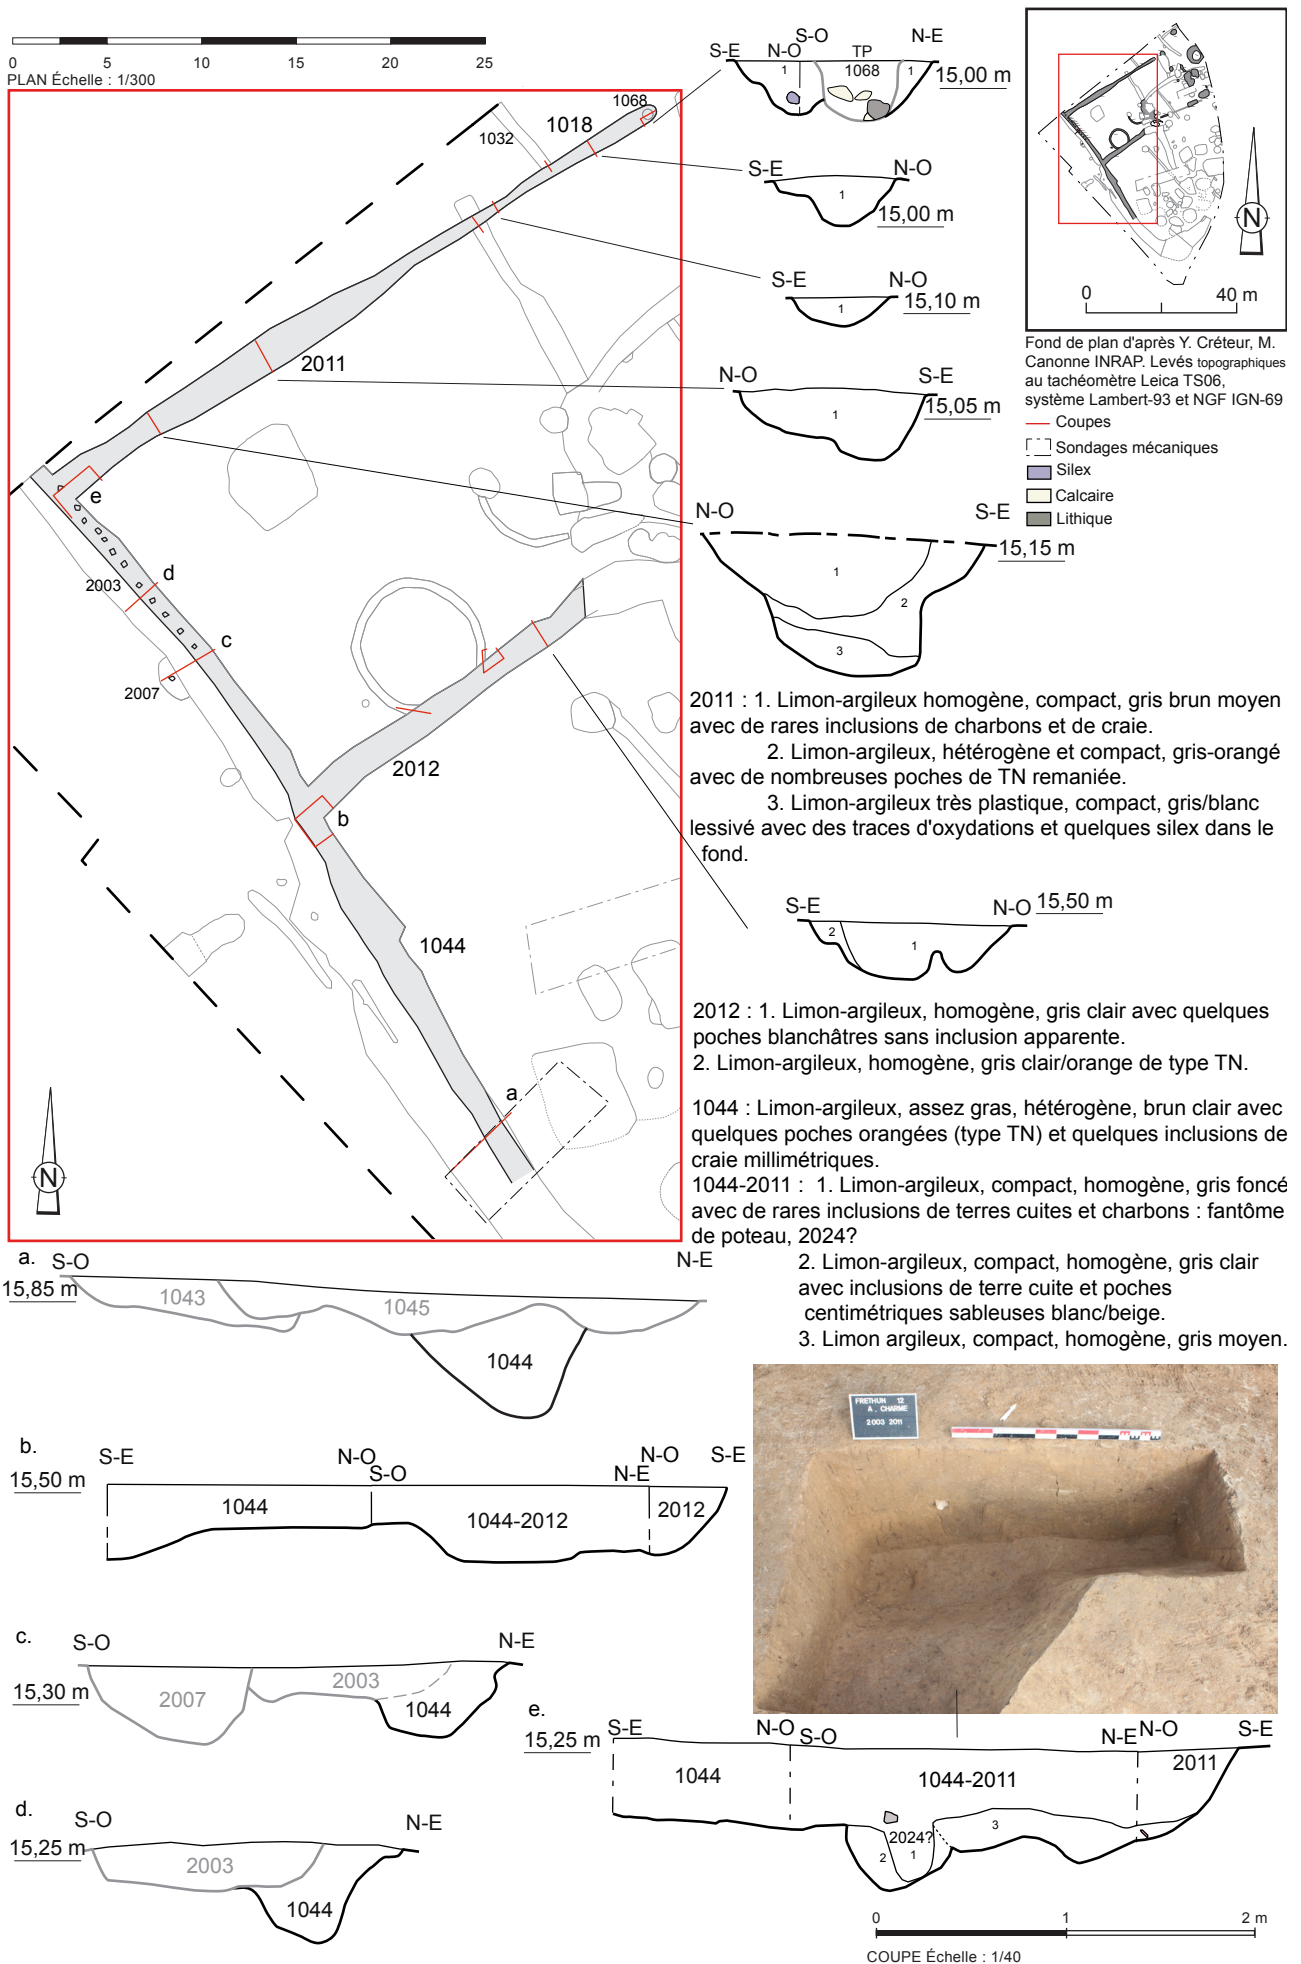 0 5 10 15 20 25
PLAN Échelle : 1/300
1068
1018
1032
2011
e
d
2003
c
2007
2012
b
1044
a
N
S-E N-O S-O TP N-E
1 1068 1
15,00 m
S-E N-O
1
15,00 m
S-E N-O
1
15,10 m
N-O S-E
1
15,05 m
N-O S-E
15,15 m
1
2
3
N
0 40 m
Fond de plan d'après Y. Créteur, M.
Canonne INRAP. Levés topographiques
au tachéomètre Leica TS06,
système Lambert-93 et NGF IGN-69
Coupes
Sondages mécaniques
Silex
Calcaire
Lithique
2011 : 1. Limon-argileux homogène, compact, gris brun moyen
avec de rares inclusions de charbons et de craie.
2. Limon-argileux, hétérogène et compact, gris-orangé
avec de nombreuses poches de TN remaniée.
3. Limon-argileux très plastique, compact, gris/blanc
lessivé avec des traces d'oxydations et quelques silex dans le
fond.
S-E N-O 15,50 m
2 1
2012 : 1. Limon-argileux, homogène, gris clair avec quelques
poches blanchâtres sans inclusion apparente.
2. Limon-argileux, homogène, gris clair/orange de type TN.
1044 : Limon-argileux, assez gras, hétérogène, brun clair avec
quelques poches orangées (type TN) et quelques inclusions de
craie millimétriques.
1044-2011 : 1. Limon-argileux, compact, homogène, gris foncé
avec de rares inclusions de terres cuites et charbons : fantôme
de poteau, 2024?
2. Limon-argileux, compact, homogène, gris clair
avec inclusions de terre cuite et poches
centimétriques sableuses blanc/beige.
3. Limon argileux, compact, homogène, gris moyen.
a. S-O N-E
15,85 m
1043 1045
1044
b.
S-E N-O S-O N-E N-O S-E
15,50 m
1044 1044-2012 2012
c.
S-O N-E
15,30 m
2007 2003 1044
d.
S-O N-E
15,25 m
2003
1044
FRETHUN 12
A. CHARME
2003 2011
e.
S-E N-O S-O N-E N-O S-E
15,25 m
1044 1044-2011 2011
2024?
2 1 3
0 1 2 m
COUPE Échelle : 1/40